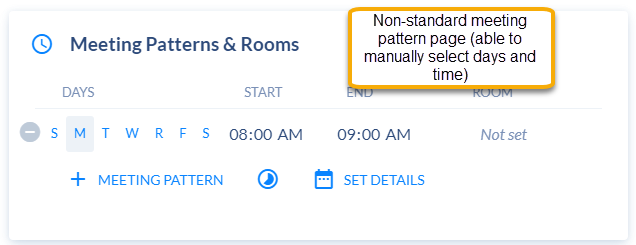 Meeting Patterns & Rooms
Non-standard meeting
pattern page (able to
manually select days and
time)
DAYS START END ROOM
S M T W R F S 08:00 AM 09:00 AM Not set
+ MEETING PATTERN SET DETAILS